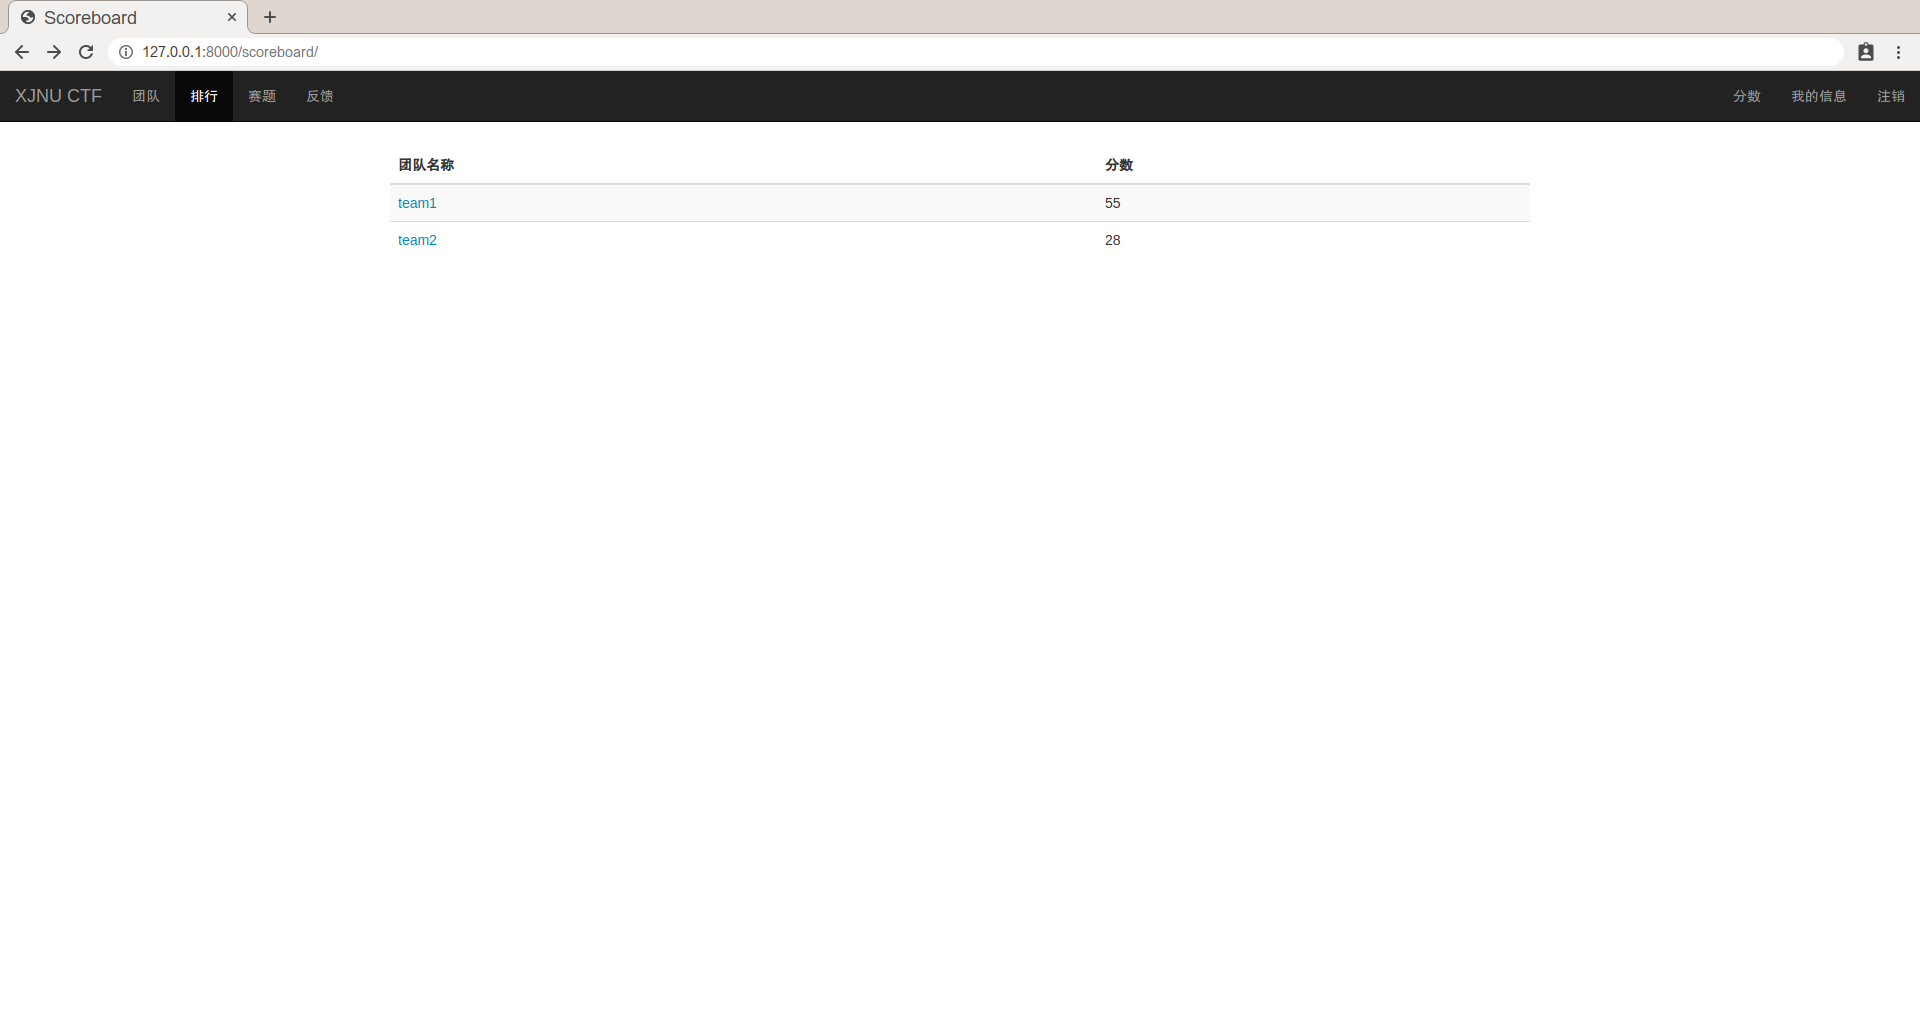 Scoreboard
127.0.0.1:8000/scoreboard/
XJNU CTF 团队 排行 赛题 反馈 分数 我的信息 注销
团队名称 分数
team1 55
team2 28